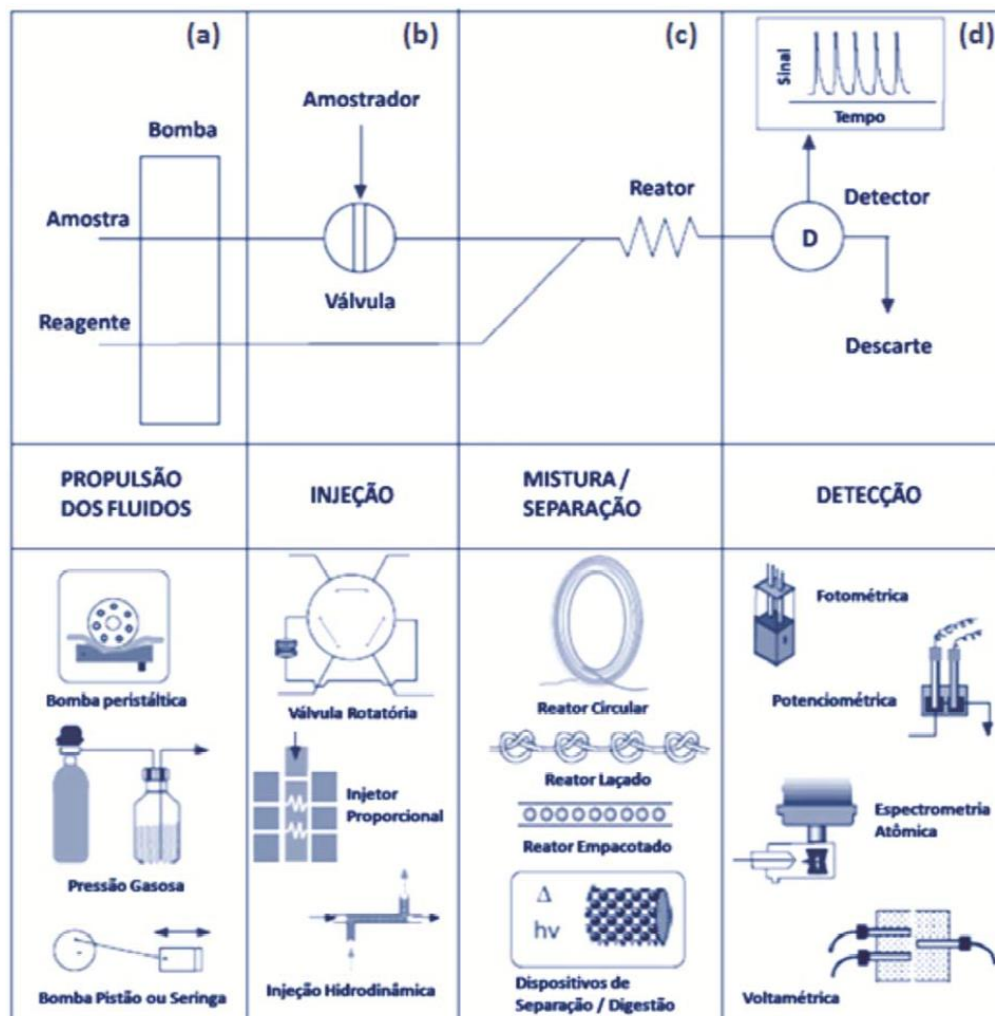 (a)
Bomba
Amostra
Reagente
(b)
Amostrador
Válvula
(c)
Reator
(d)
Sinal
Tempo
Detector
D
Descarte
PROPULSÃO
DOS FLUIDOS
INJEÇÃO
MISTURA /
SEPARAÇÃO
DETECÇÃO
Bomba peristáltica
Pressão Gasosa
Bomba Pistão ou Seringa
Válvula Rotatória
Injetor
Proporcional
Injeção Hidrodinâmica
Reator Circular
Reator Laçado
Reator Empacotado
Δ
hv
Dispositivos de
Separação / Digestão
Fotométrica
Potenciométrica
Espectrometria
Atômica
Voltamétrica